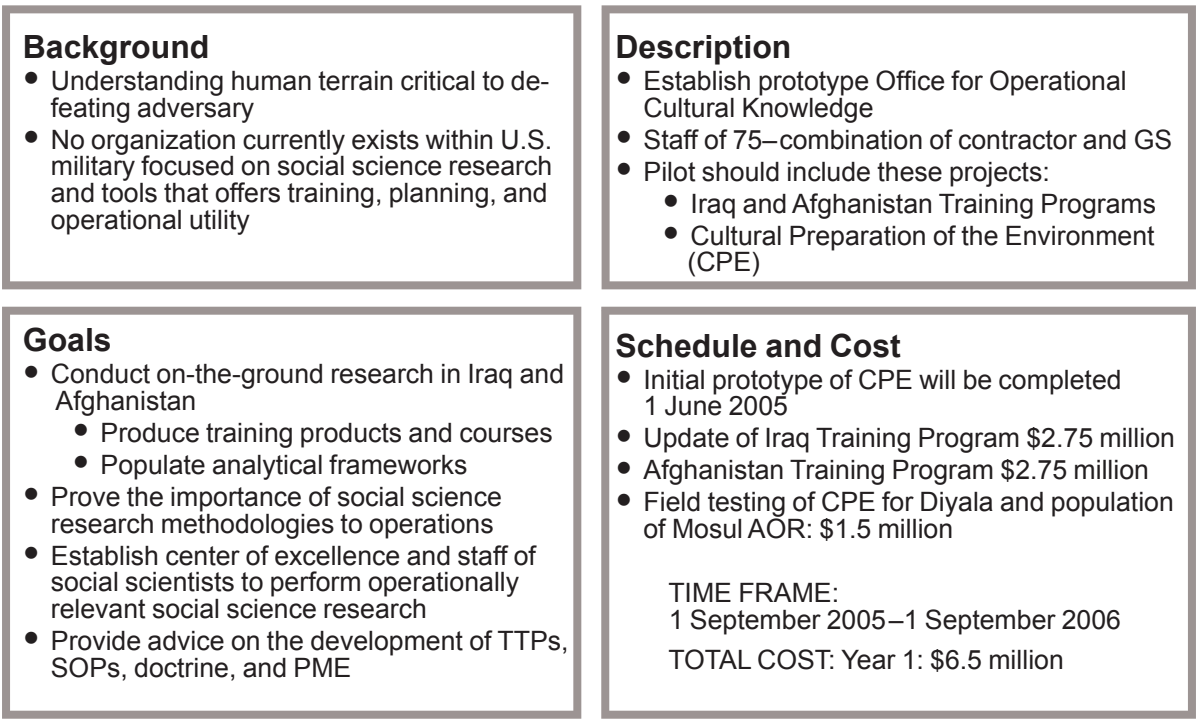 Background
• Understanding human terrain critical to de-
feating adversary
• No organization currently exists within U.S.
military focused on social science research
and tools that offers training, planning, and
operational utility
Description
• Establish prototype Office for Operational
Cultural Knowledge
• Staff of 75–combination of contractor and GS
• Pilot should include these projects:
• Iraq and Afghanistan Training Programs
• Cultural Preparation of the Environment
(CPE)
Goals
• Conduct on-the-ground research in Iraq and
Afghanistan
• Produce training products and courses
• Populate analytical frameworks
• Prove the importance of social science
research methodologies to operations
• Establish center of excellence and staff of
social scientists to perform operationally
relevant social science research
• Provide advice on the development of TTPs,
SOPs, doctrine, and PME
Schedule and Cost
• Initial prototype of CPE will be completed
1 June 2005
• Update of Iraq Training Program $2.75 million
• Afghanistan Training Program $2.75 million
• Field testing of CPE for Diyala and population
of Mosul AOR: $1.5 million
TIME FRAME:
1 September 2005–1 September 2006
TOTAL COST: Year 1: $6.5 million